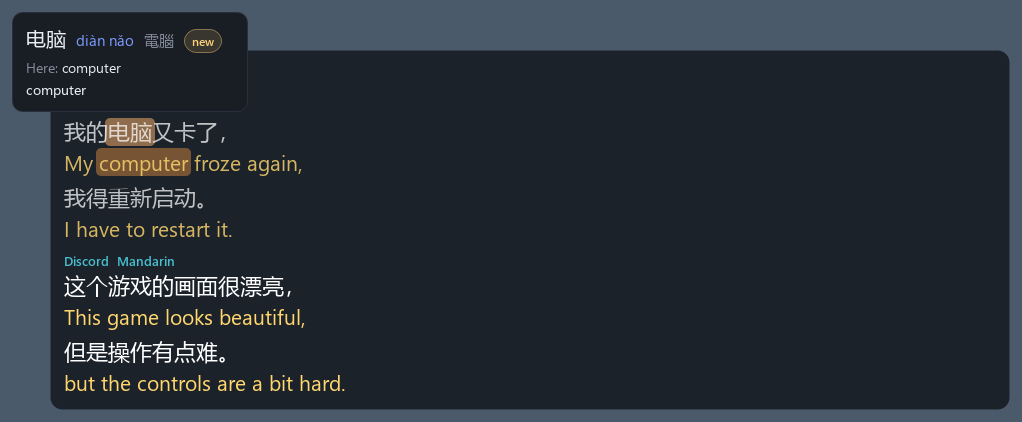 电脑 diàn nǎo 電腦 new
Here: computer
computer
我的电脑又卡了，
My computer froze again,
我得重新启动。
I have to restart it.
Discord Mandarin
这个游戏的画面很漂亮，
This game looks beautiful,
但是操作有点难。
but the controls are a bit hard.